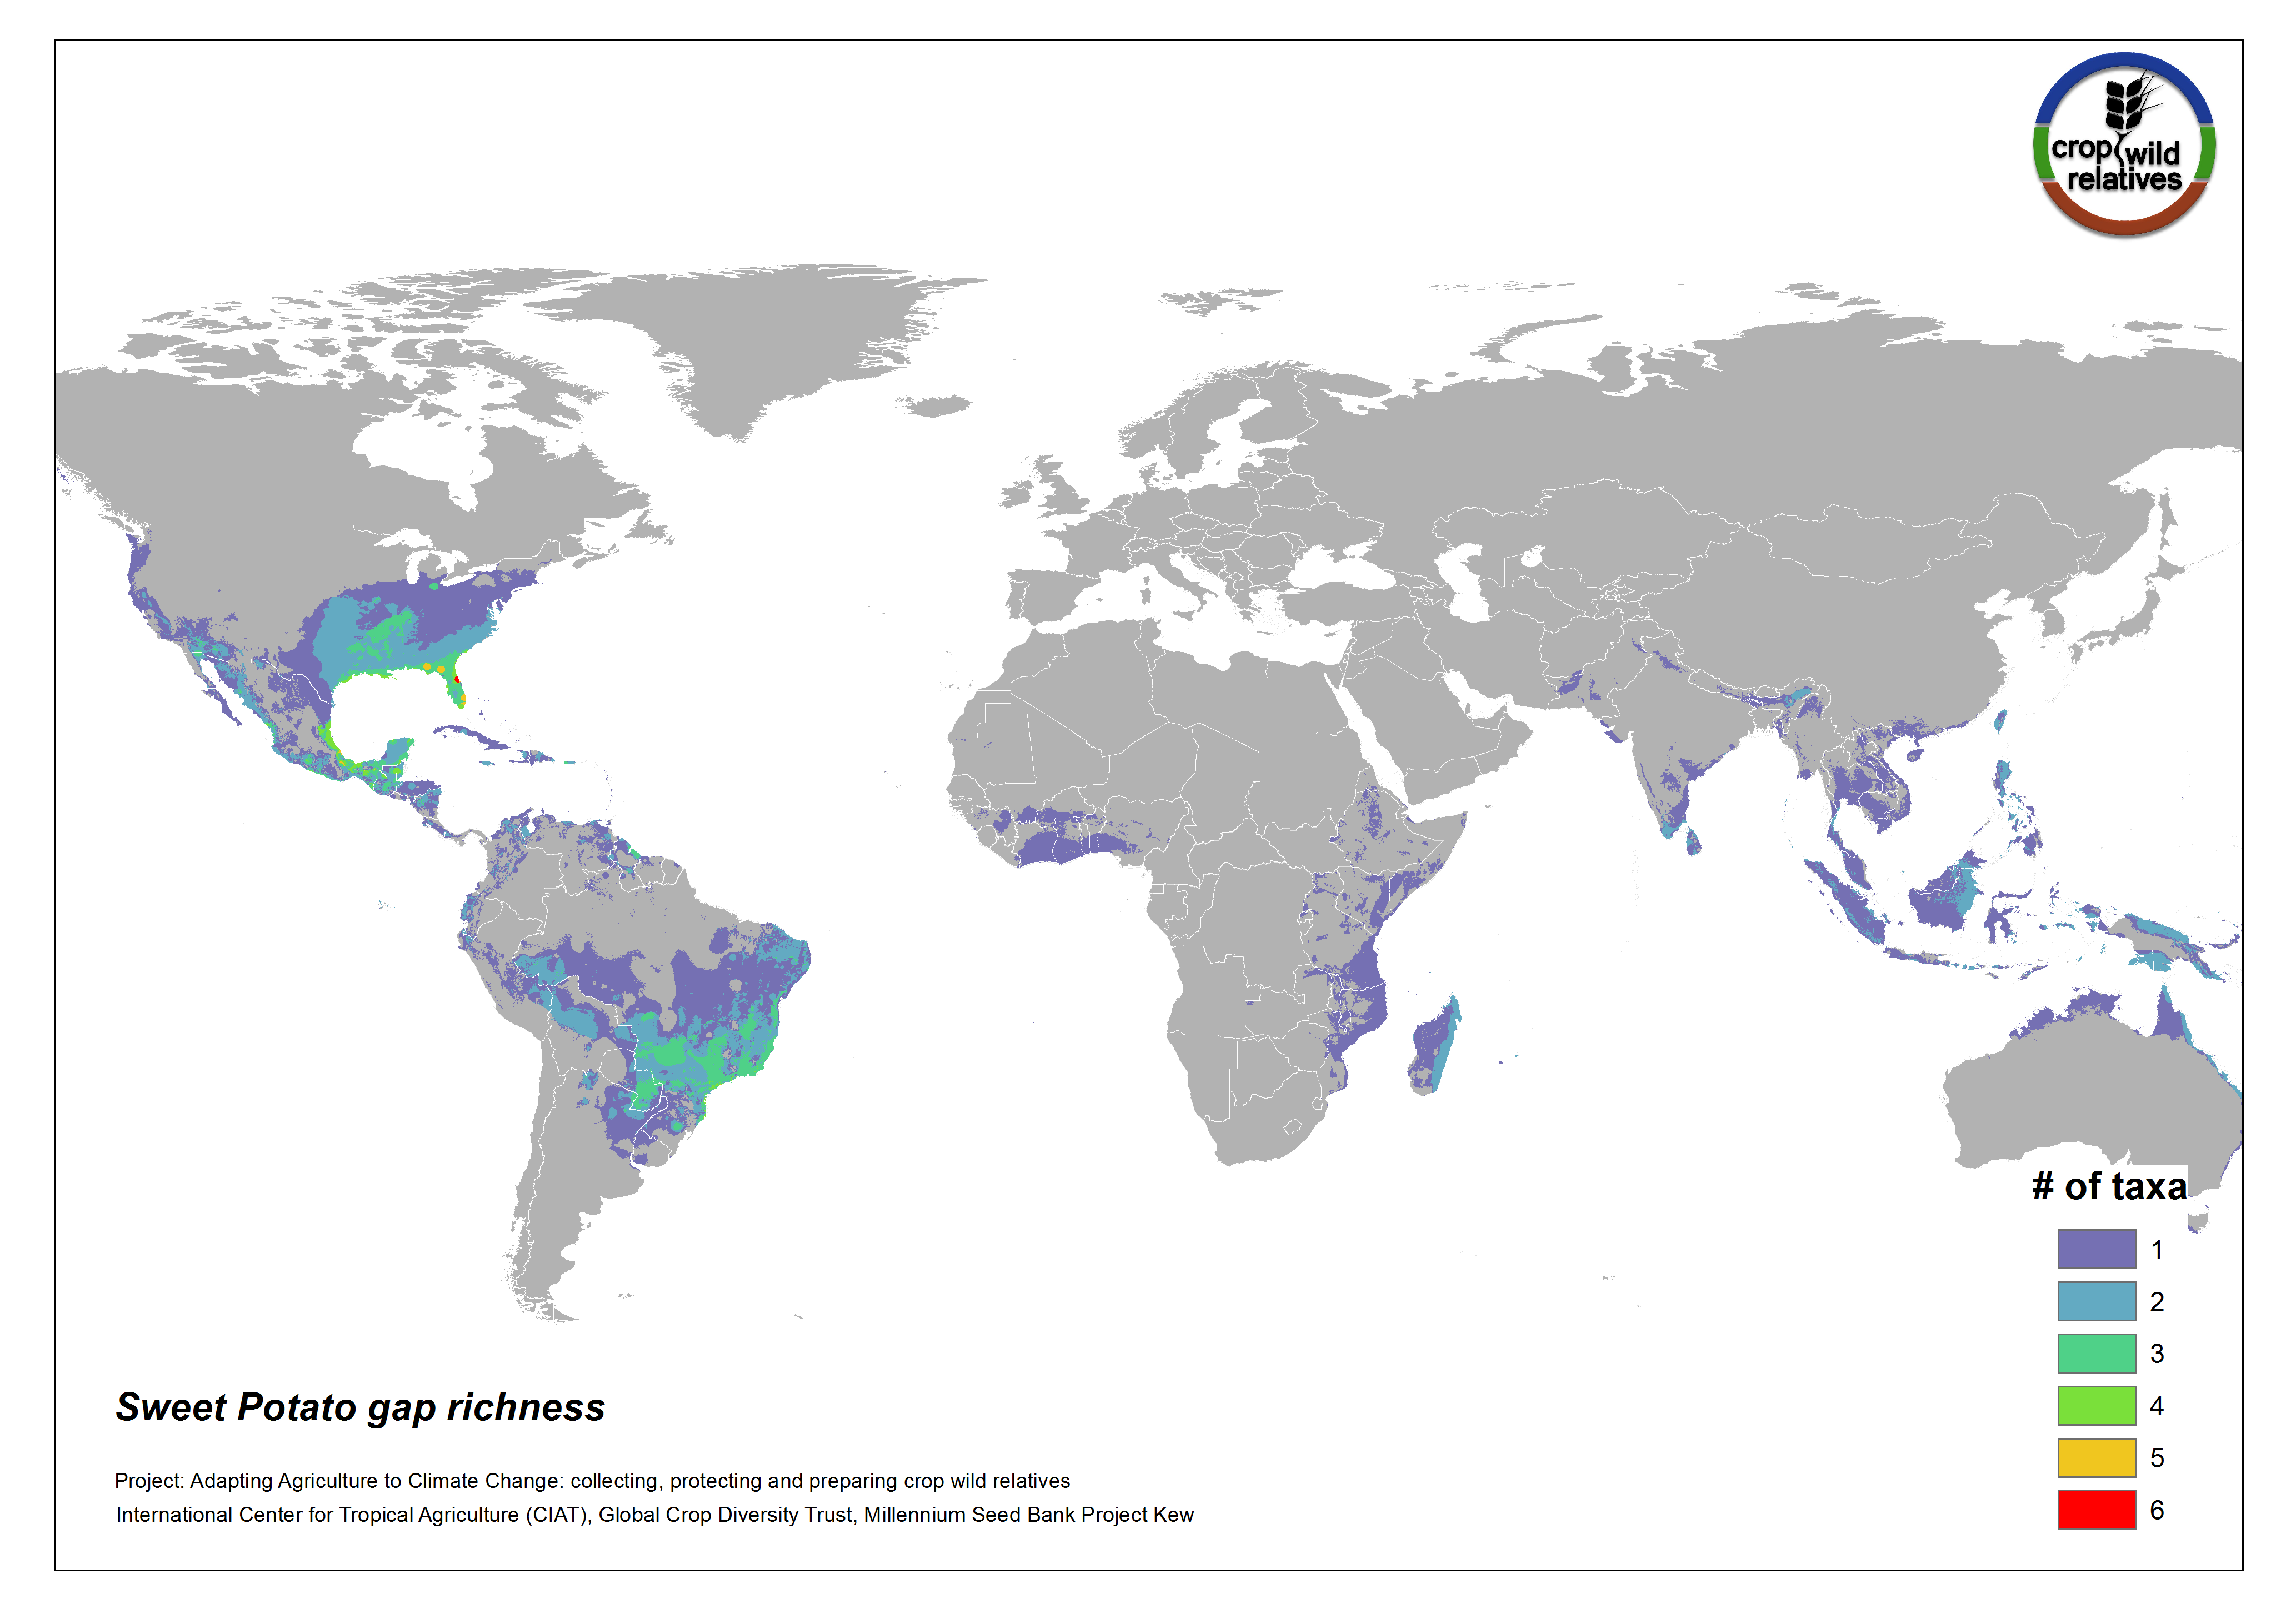 crop wild
relatives
# of taxa
1
2
3
4
5
6
Sweet Potato gap richness
Project: Adapting Agriculture to Climate Change: collecting, protecting and preparing crop wild relatives
International Center for Tropical Agriculture (CIAT), Global Crop Diversity Trust, Millennium Seed Bank Project Kew